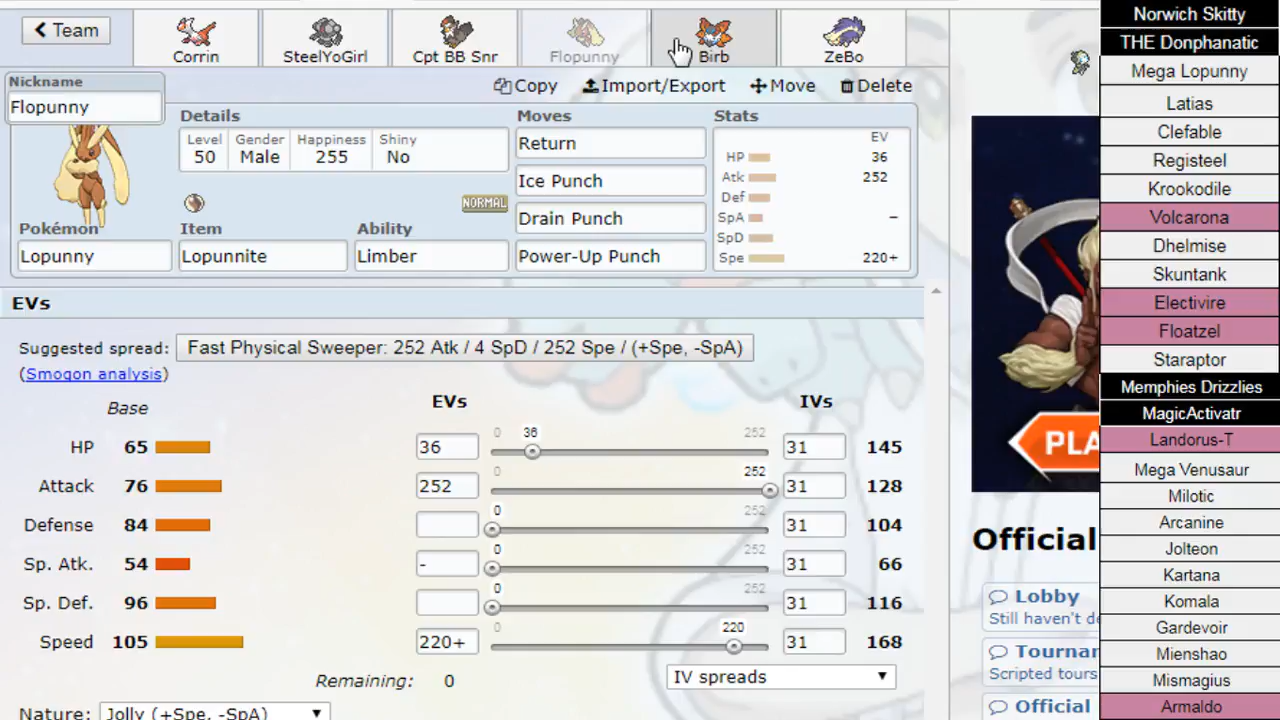 Team
Corrin
SteelYoGirl
Cpt BB Snr
Flopunny
Birb
ZeBo
Nickname
Flopunny
Copy
Import/Export
Move
Delete
Details
Level
50
Gender
Male
Happiness
255
Shiny
No
NORMAL
Pokémon
Lopunny
Item
Lopunnite
Ability
Limber
Moves
Return
Ice Punch
Drain Punch
Power-Up Punch
Stats
EV
HP 36
Atk 252
Def
SpA –
SpD
Spe 220+
EVs
Suggested spread: Fast Physical Sweeper: 252 Atk / 4 SpD / 252 Spe / (+Spe, -SpA)
(Smogon analysis)
Base EVs IVs
HP 65 36 0 36 252 31 145
Attack 76 252 0 252 31 128
Defense 84 0 252 31 104
Sp. Atk. 54 - 0 252 31 66
Sp. Def. 96 0 252 31 116
Speed 105 220+ 0 220 31 168
Remaining: 0
IV spreads
Nature: Jolly (+Spe, -SpA)
PLA
Official
Lobby
Still haven't de
Tournar
Scripted tours
Official
Norwich Skitty
THE Donphanatic
Mega Lopunny
Latias
Clefable
Registeel
Krookodile
Volcarona
Dhelmise
Skuntank
Electivire
Floatzel
Staraptor
Memphies Drizzlies
MagicActivatr
Landorus-T
Mega Venusaur
Milotic
Arcanine
Jolteon
Kartana
Komala
Gardevoir
Mienshao
Mismagius
Armaldo